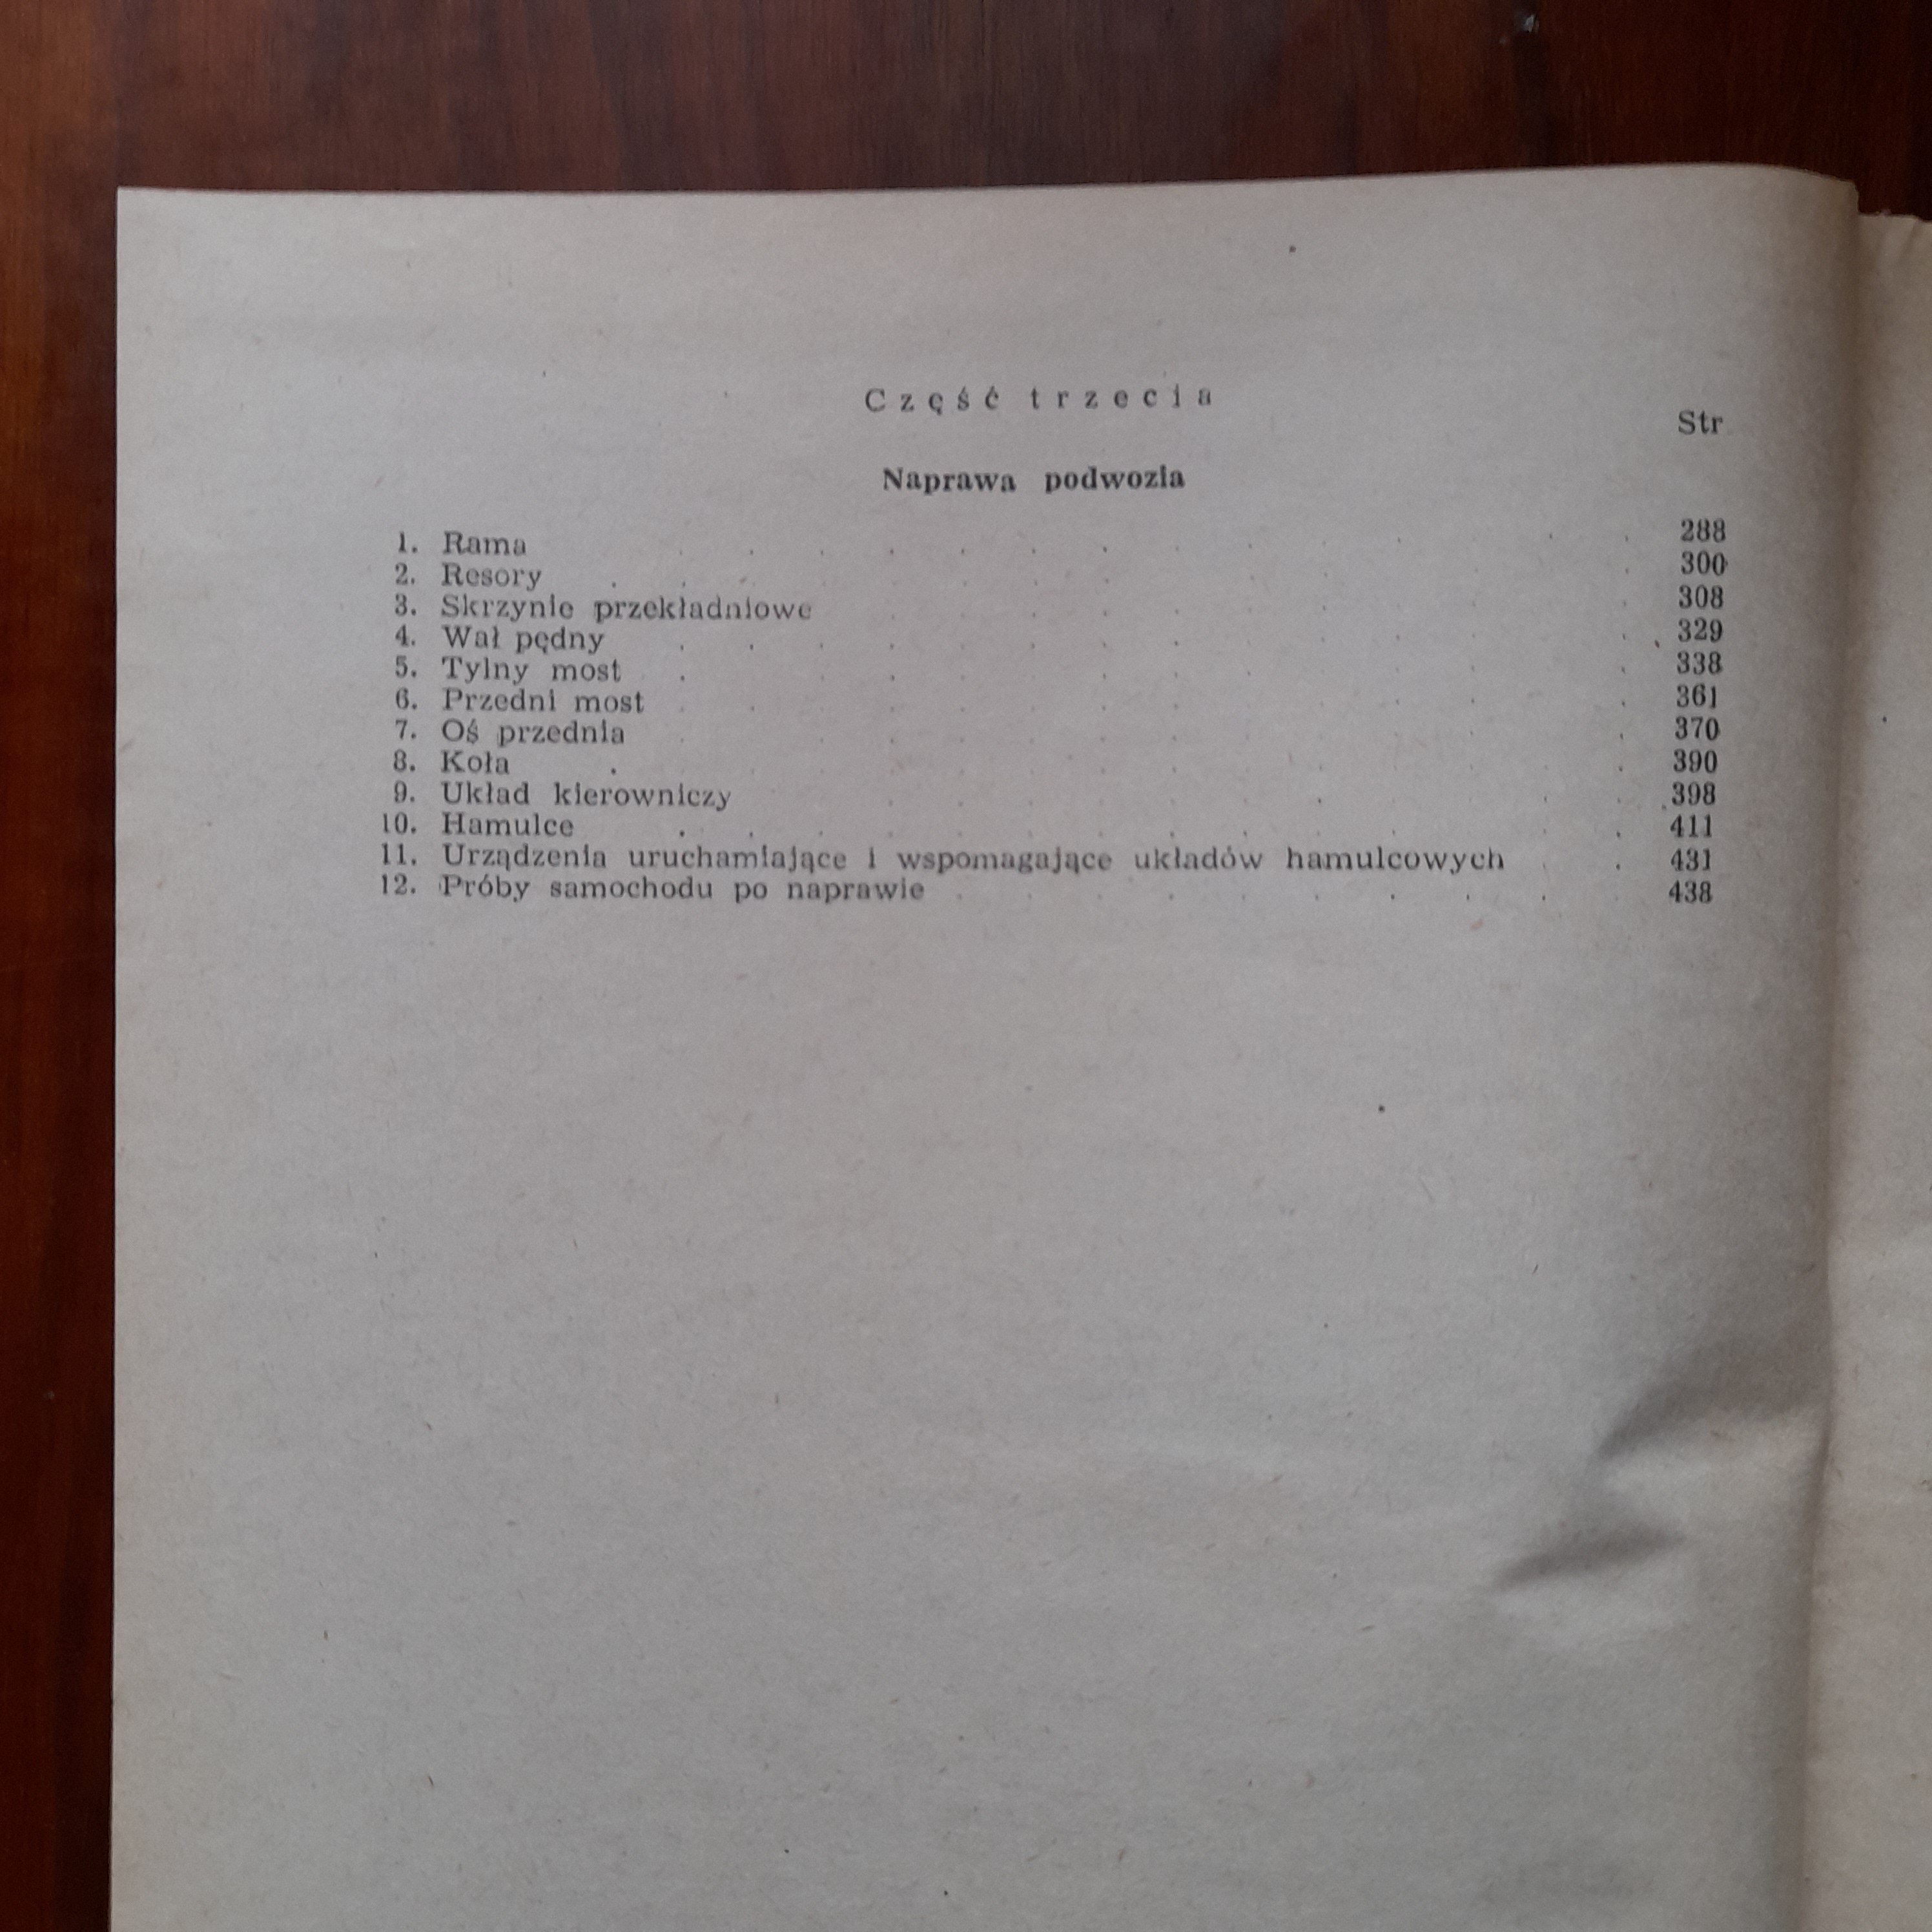 Część trzecia
Str
Naprawa podwozia
1. Rama 288
2. Resory 300
3. Skrzynie przekładniowe 308
4. Wał pędny 329
5. Tylny most 338
6. Przedni most 361
7. Oś przednia 370
8. Koła 390
9. Układ kierowniczy 398
10. Hamulce 411
11. Urządzenia uruchamiające i wspomagające układów hamulcowych 431
12. Próby samochodu po naprawie 438